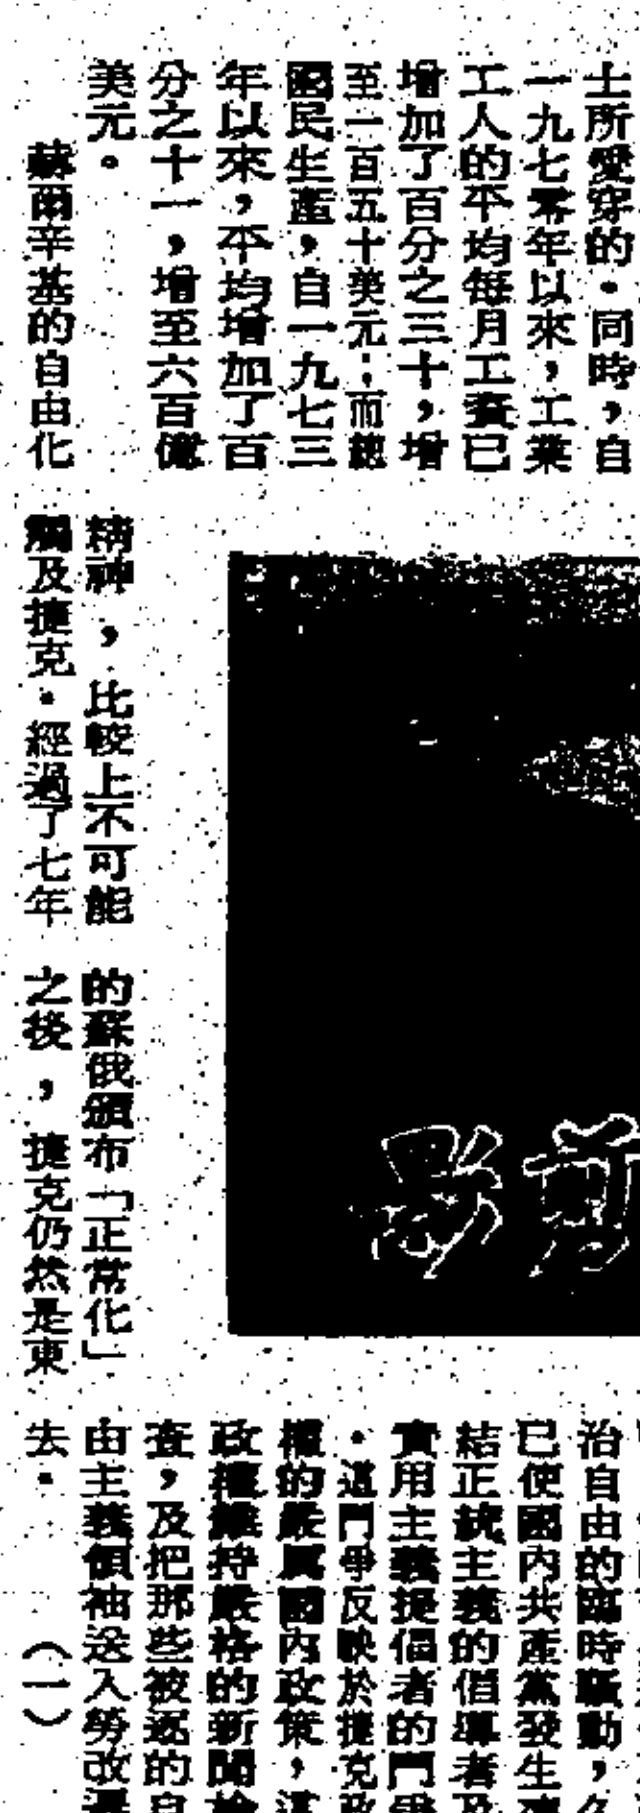 士所愛穿的。同時，自
一九七零年以來，工業
工人的平均每月工資已
增加了百分之三十，增
至一百五十美元；而總
國民生產，自一九七三
年以來，平均增加了百
分之十一，增至六百億
美元。
赫爾辛基的自由化
精神，比較上不可能
觸及捷克。經過了七年
的蘇俄頒布「正常化」
之後，捷克仍然是東
剪影
治自由的臨時騷動，久
已使國內共產黨發生凍
結正統主義的倡導者及
實用主義提倡者的鬥爭
。這鬥爭反映於捷克政
權的嚴厲國內政策，這
政權維持嚴格的新聞檢
查，及把那些被逐的自
由主義領袖送入勞改
去。（一）